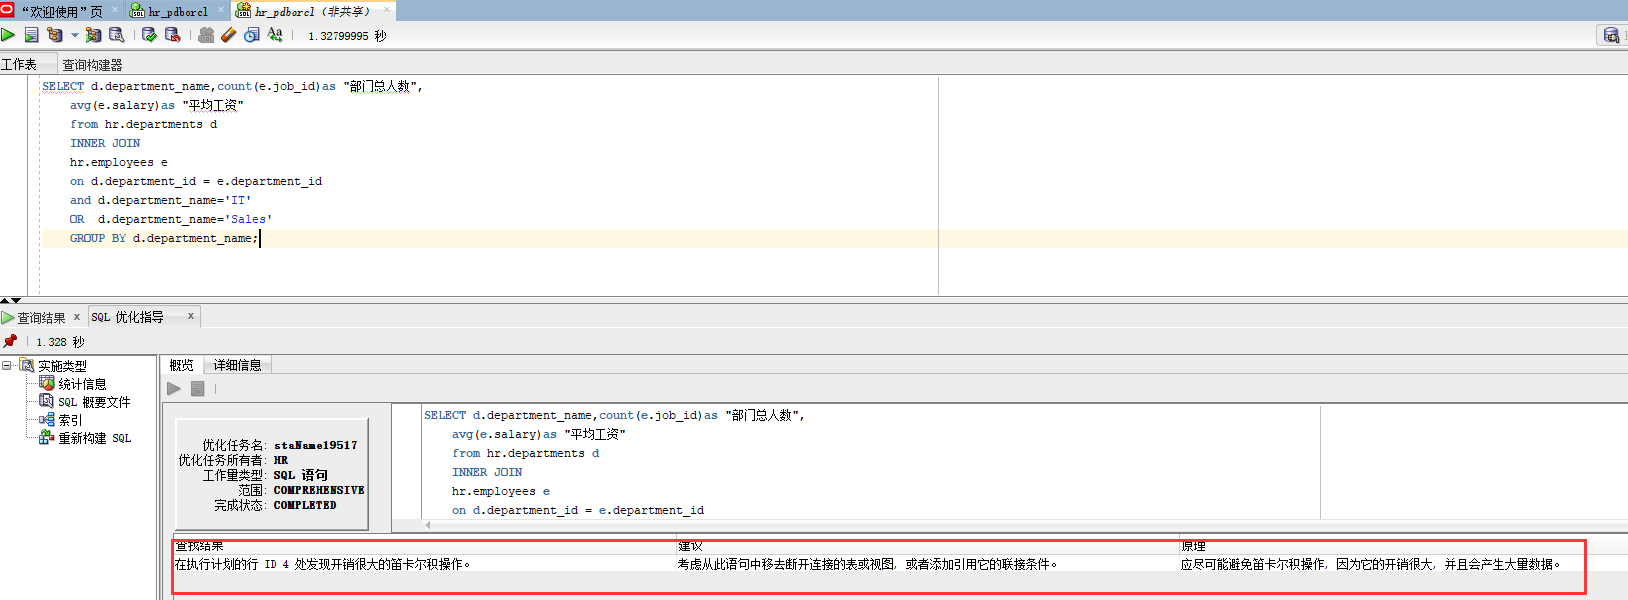 “欢迎使用”页 hr_pdborcl hr_pdborcl (非共享)
1.32799995 秒
工作表 查询构建器
SELECT d.department_name,count(e.job_id)as "部门总人数",
avg(e.salary)as "平均工资"
from hr.departments d
INNER JOIN
hr.employees e
on d.department_id = e.department_id
and d.department_name='IT'
OR  d.department_name='Sales'
GROUP BY d.department_name;
查询结果 x SQL 优化指导 x
1.328 秒
实施类型
统计信息
SQL 概要文件
索引
重新构建 SQL
概览 详细信息
优化任务名: staName19517
优化任务所有者: HR
工作量类型: SQL 语句
范围: COMPREHENSIVE
完成状态: COMPLETED
SELECT d.department_name,count(e.job_id)as "部门总人数",
avg(e.salary)as "平均工资"
from hr.departments d
INNER JOIN
hr.employees e
on d.department_id = e.department_id
查找结果 建议 原理
在执行计划的行 ID 4 处发现开销很大的笛卡尔积操作。 考虑从此语句中移去断开连接的表或视图, 或者添加引用它的联接条件。 应尽可能避免笛卡尔积操作, 因为它的开销很大, 并且会产生大量数据。